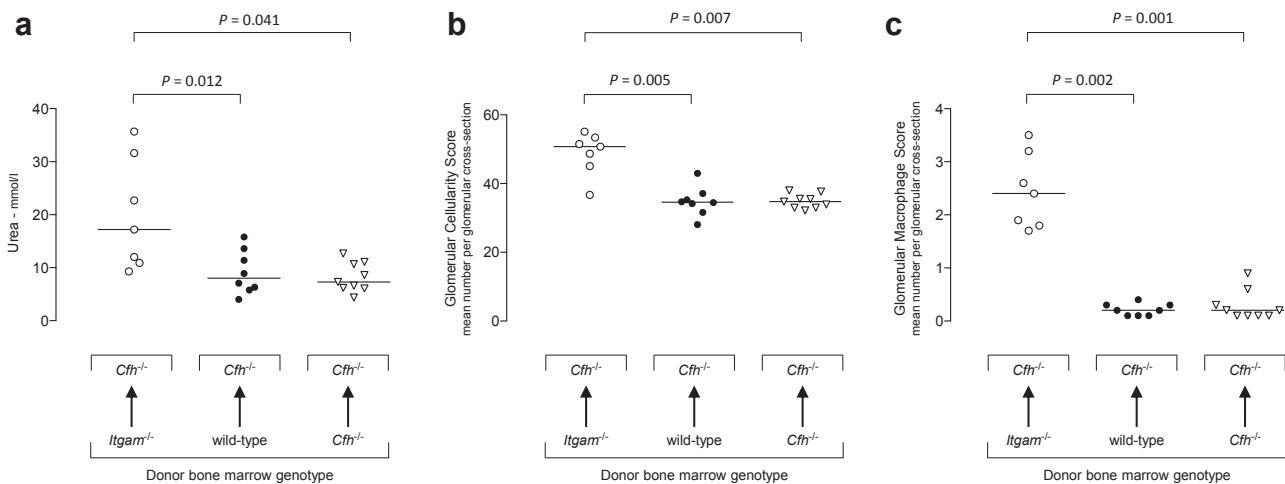 a
P = 0.041
P = 0.012
Urea - mmol/l
40
30
20
10
0
Cfh-/-
Cfh-/-
Cfh-/-
Itgam-/-
wild-type
Cfh-/-
Donor bone marrow genotype
b
P = 0.007
P = 0.005
Glomerular Cellularity Score
mean number per glomerular cross-section
60
40
20
0
Cfh-/-
Cfh-/-
Cfh-/-
Itgam-/-
wild-type
Cfh-/-
Donor bone marrow genotype
c
P = 0.001
P = 0.002
Glomerular Macrophage Score
mean number per glomerular cross-section
4
3
2
1
0
Cfh-/-
Cfh-/-
Cfh-/-
Itgam-/-
wild-type
Cfh-/-
Donor bone marrow genotype